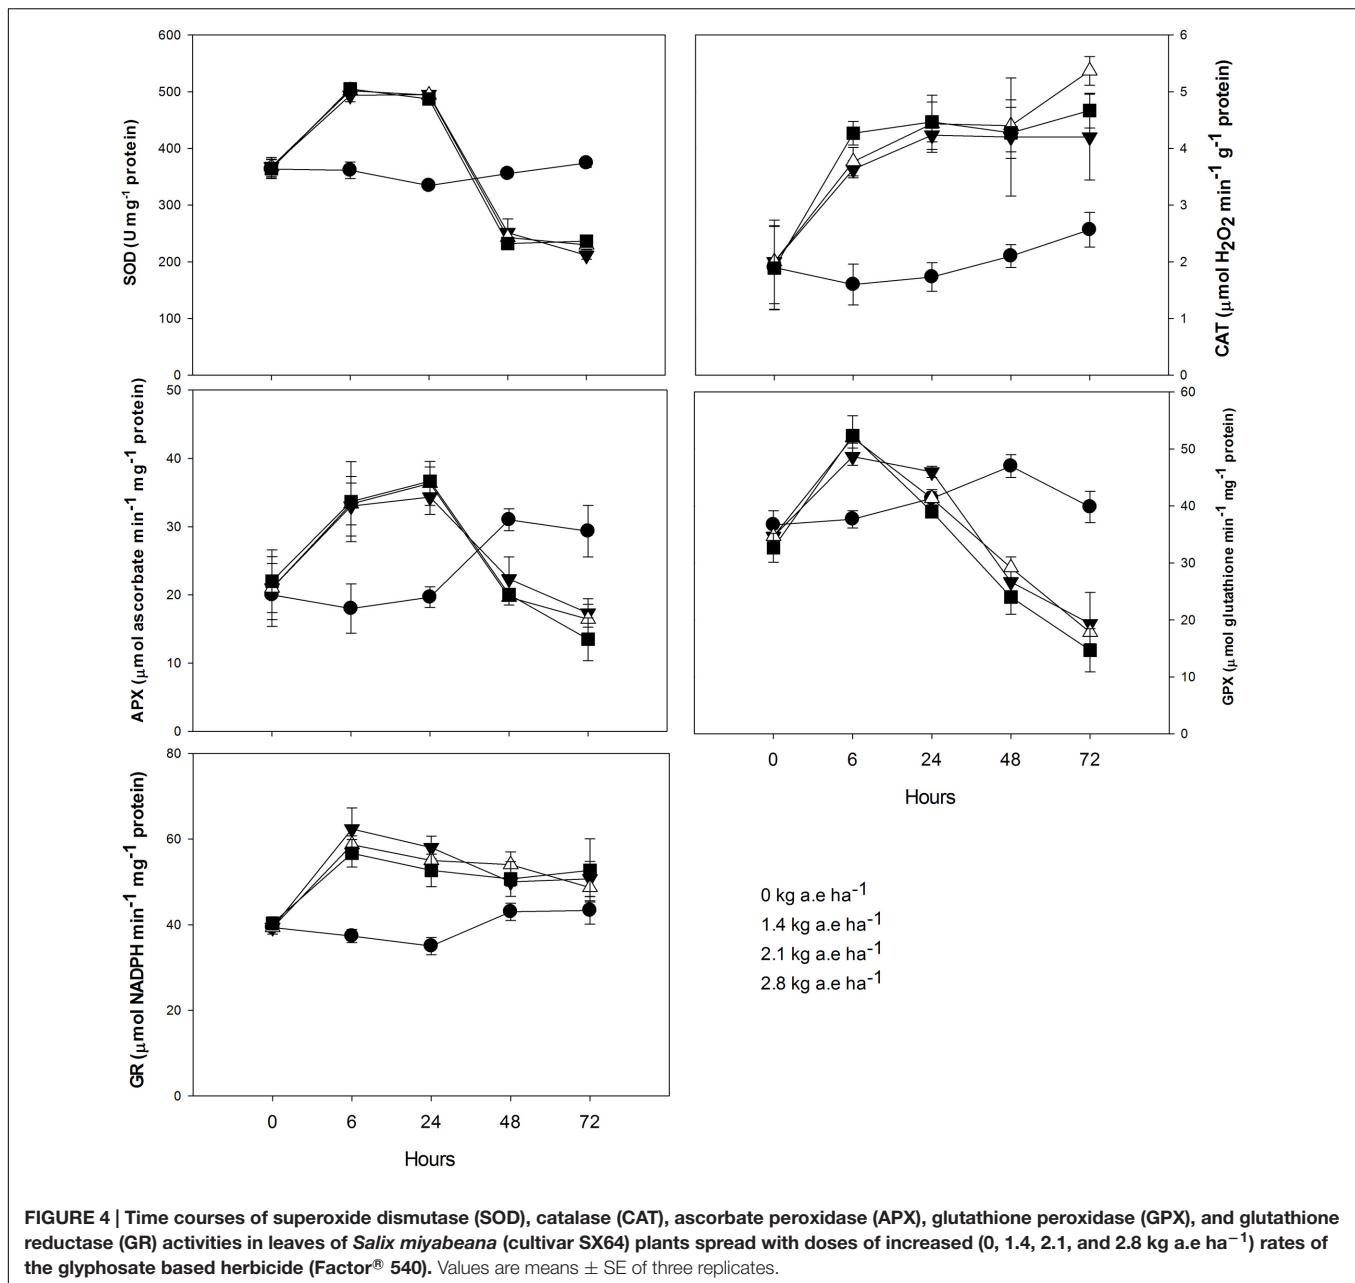 600
500
400
300
200
100
0
SOD (U mg⁻¹ protein)
6
5
4
3
2
1
0
CAT (μmol H₂O₂ min⁻¹ g⁻¹ protein)
50
40
30
20
10
0
APX (μmol ascorbate min⁻¹ mg⁻¹ protein)
60
50
40
30
20
10
0
GPX (μmol glutathione min⁻¹ mg⁻¹ protein)
0 6 24 48 72
Hours
80
60
40
20
0
GR (μmol NADPH min⁻¹ mg⁻¹ protein)
0 6 24 48 72
Hours
0 kg a.e ha⁻¹
1.4 kg a.e ha⁻¹
2.1 kg a.e ha⁻¹
2.8 kg a.e ha⁻¹
FIGURE 4 | Time courses of superoxide dismutase (SOD), catalase (CAT), ascorbate peroxidase (APX), glutathione peroxidase (GPX), and glutathione
reductase (GR) activities in leaves of Salix miyabeana (cultivar SX64) plants spread with doses of increased (0, 1.4, 2.1, and 2.8 kg a.e ha⁻¹) rates of
the glyphosate based herbicide (Factor® 540). Values are means ± SE of three replicates.